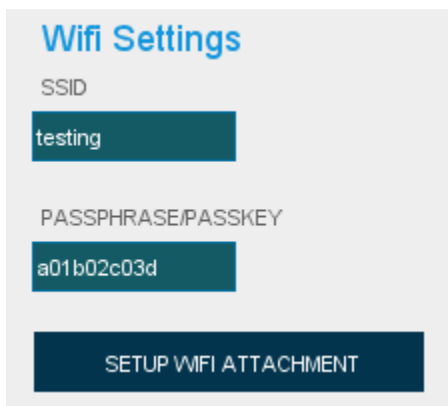 Wifi Settings
SSID
testing
PASSPHRASE/PASSKEY
a01b02c03d
SETUP WIFI ATTACHMENT